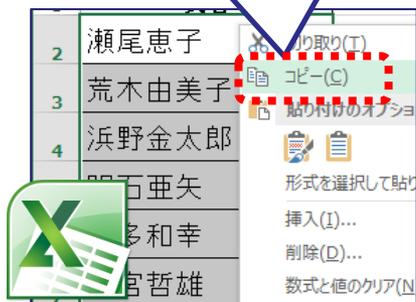 2 瀬尾恵子
3 荒木由美子
4 浜野金太郎
石亜矢
多和幸
宮哲雄
切り取り(T)
コピー(C)
貼り付けのオプショ
形式を選択して貼り
挿入(I)...
削除(D)...
数式と値のクリア(N